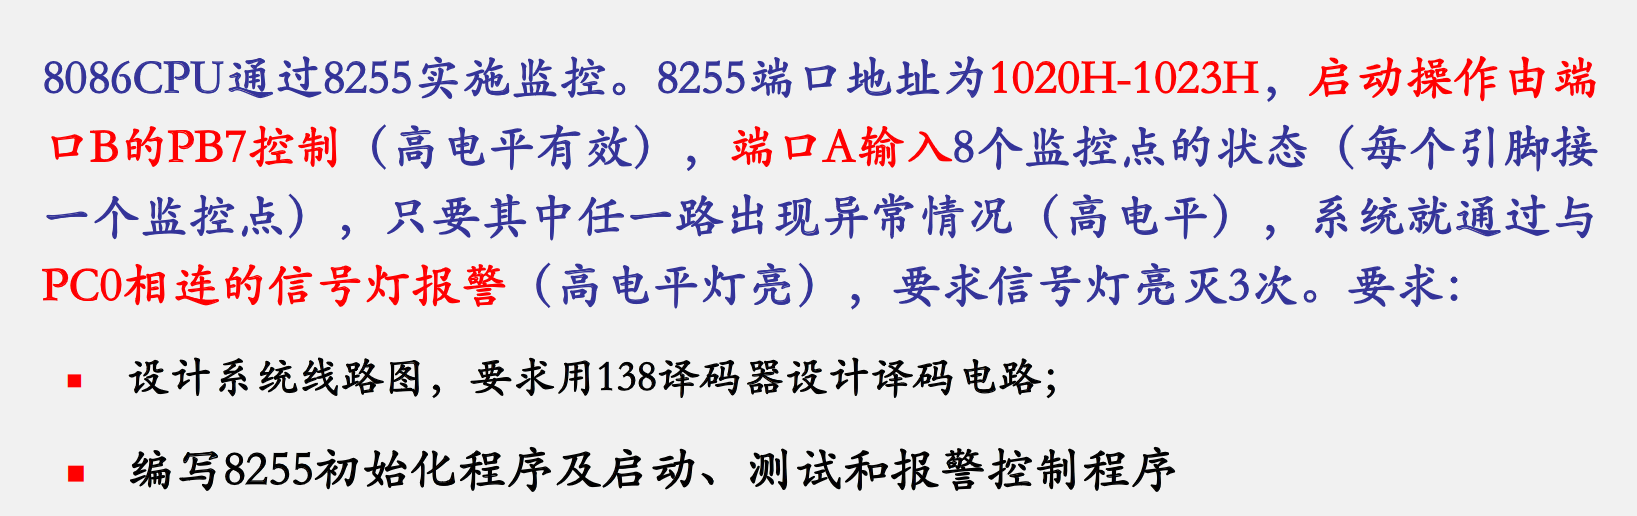 8086CPU通过8255实施监控。8255端口地址为1020H-1023H，启动操作由端
口B的PB7控制（高电平有效），端口A输入8个监控点的状态（每个引脚接
一个监控点），只要其中任一路出现异常情况（高电平），系统就通过与
PC0相连的信号灯报警（高电平灯亮），要求信号灯亮灭3次。要求：
▪ 设计系统线路图，要求用138译码器设计译码电路；
▪ 编写8255初始化程序及启动、测试和报警控制程序